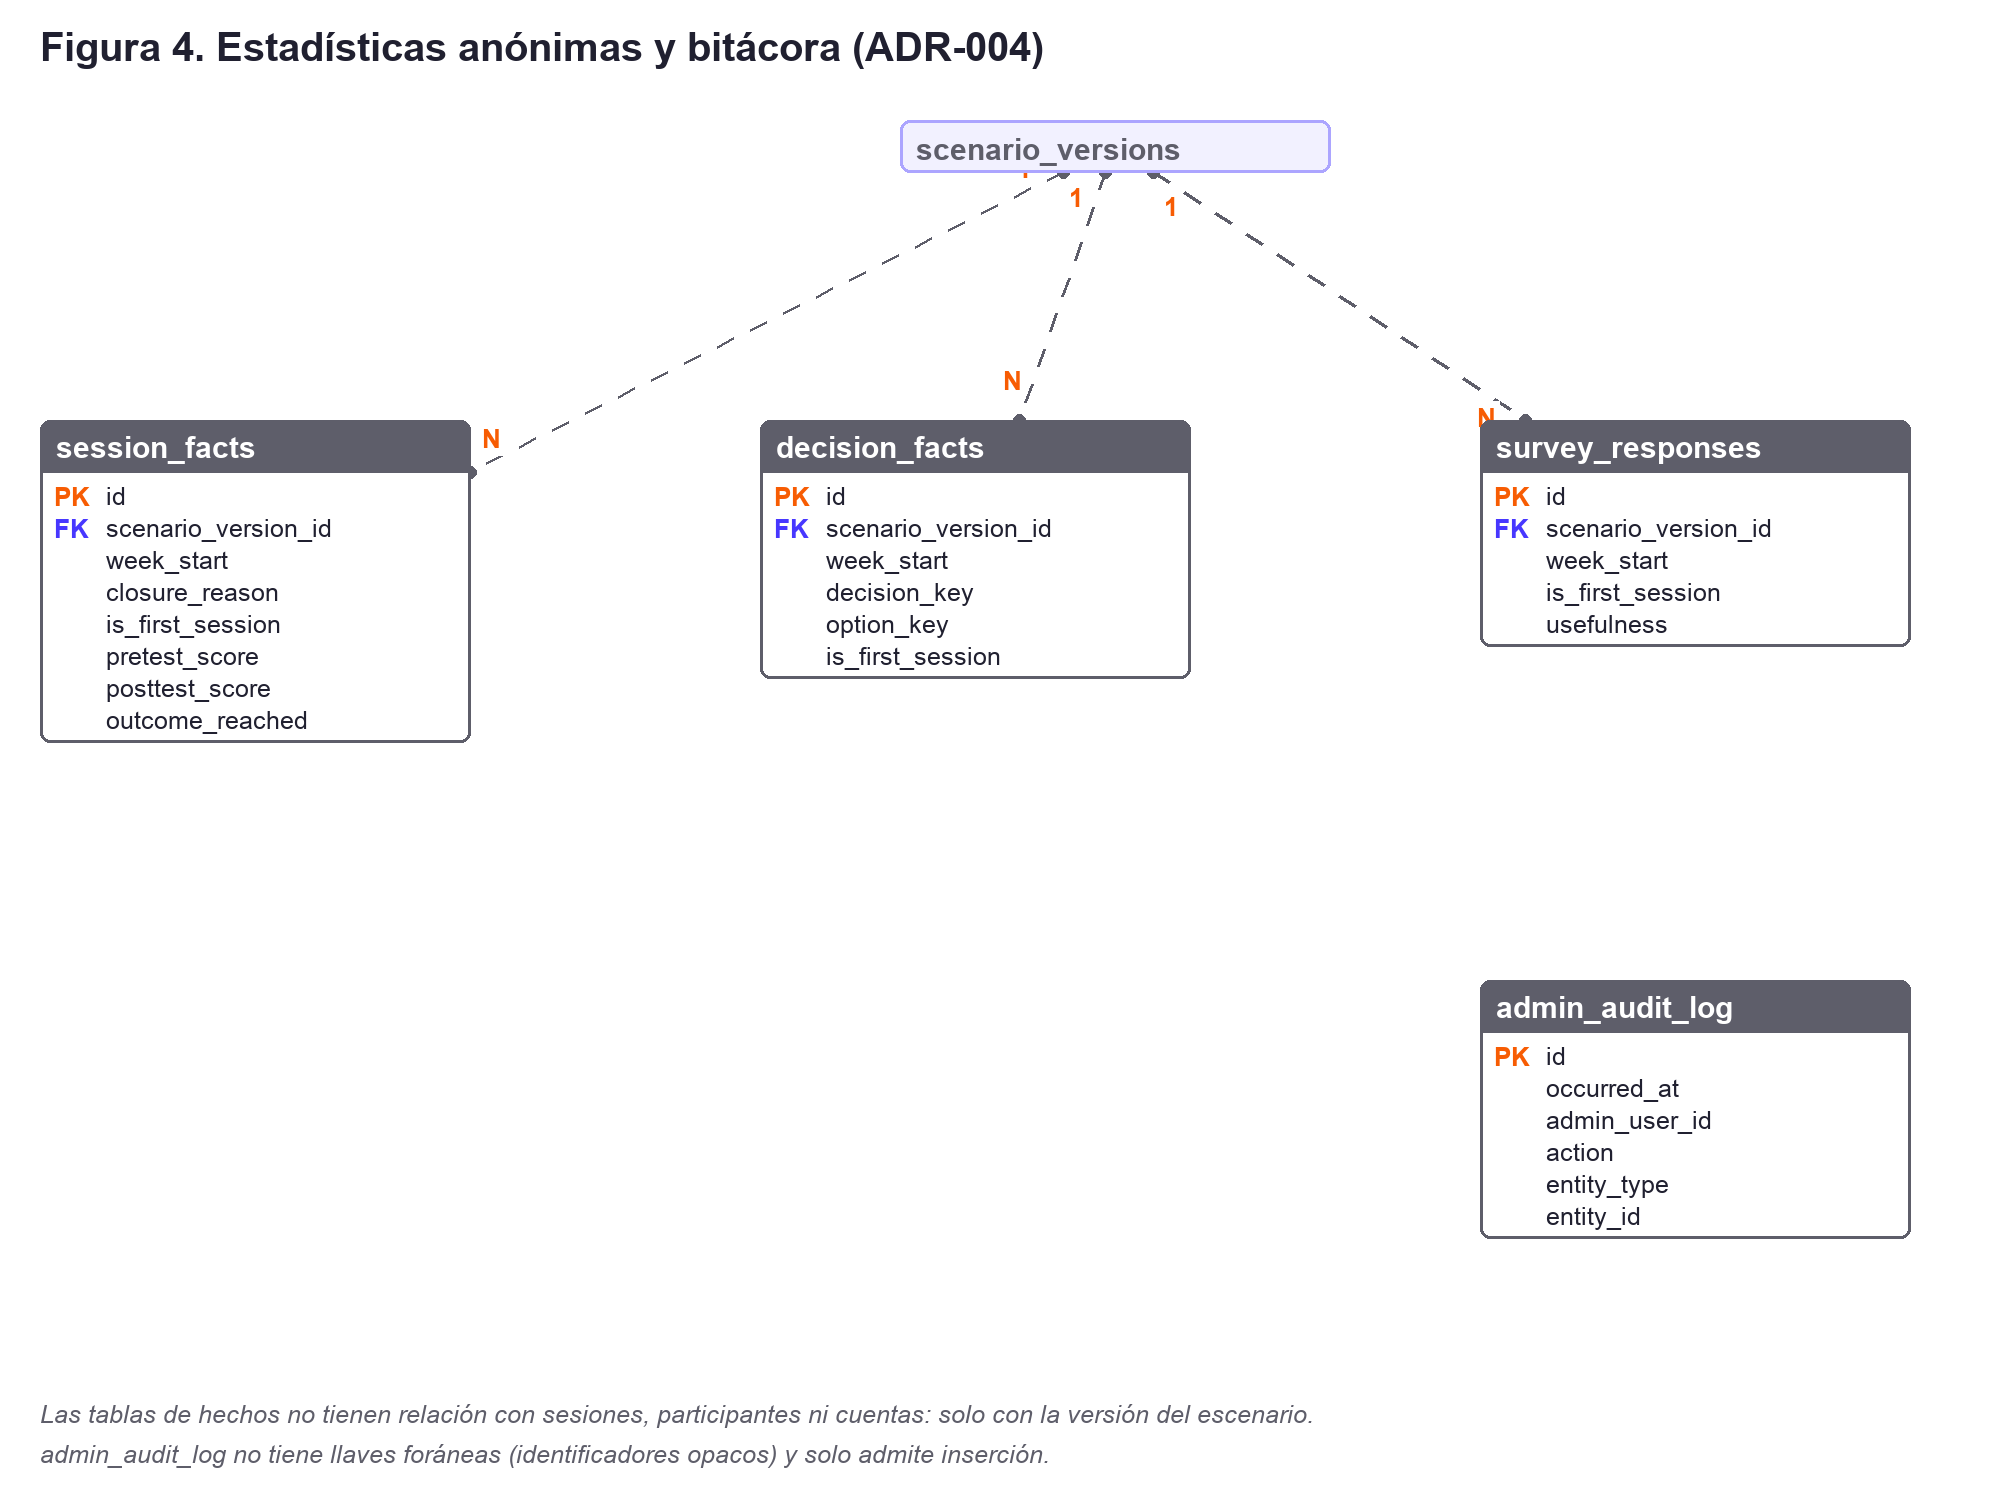 Figura 4. Estadísticas anónimas y bitácora (ADR-004)
scenario_versions
1
1
N
N
N
session_facts
PK id
FK scenario_version_id
week_start
closure_reason
is_first_session
pretest_score
posttest_score
outcome_reached
decision_facts
PK id
FK scenario_version_id
week_start
decision_key
option_key
is_first_session
survey_responses
PK id
FK scenario_version_id
week_start
is_first_session
usefulness
admin_audit_log
PK id
occurred_at
admin_user_id
action
entity_type
entity_id
Las tablas de hechos no tienen relación con sesiones, participantes ni cuentas: solo con la versión del escenario.
admin_audit_log no tiene llaves foráneas (identificadores opacos) y solo admite inserción.